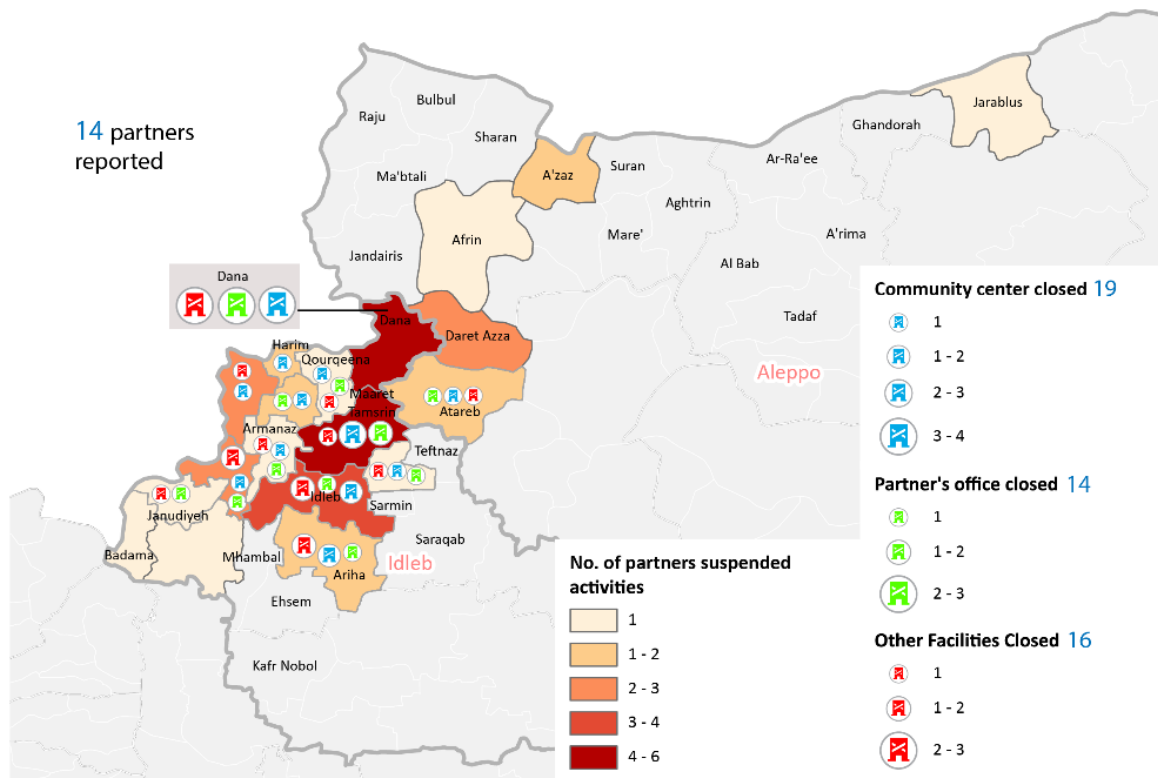 14 partners
reported
Bulbul
Raju
Sharan
Ma'btali
A'zaz
Suran
Aghtrin
Mare'
Afrin
Jandairis
Jarablus
Ghandorah
Ar-Ra'ee
A'rima
Al Bab
Tadaf
Aleppo
Dana
Dana
Daret Azza
Harim
Qourqeena
Maaret
Tamsrin
Atareb
Armanaz
Teftnaz
Idleb
Sarmin
Saraqab
Janudiyeh
Badama
Mhambal
Ariha
Idleb
Ehsem
Kafr Nobol
No. of partners suspended
activities
1
1 - 2
2 - 3
3 - 4
4 - 6
Community center closed 19
1
1 - 2
2 - 3
3 - 4
Partner's office closed 14
1
1 - 2
2 - 3
Other Facilities Closed 16
1
1 - 2
2 - 3